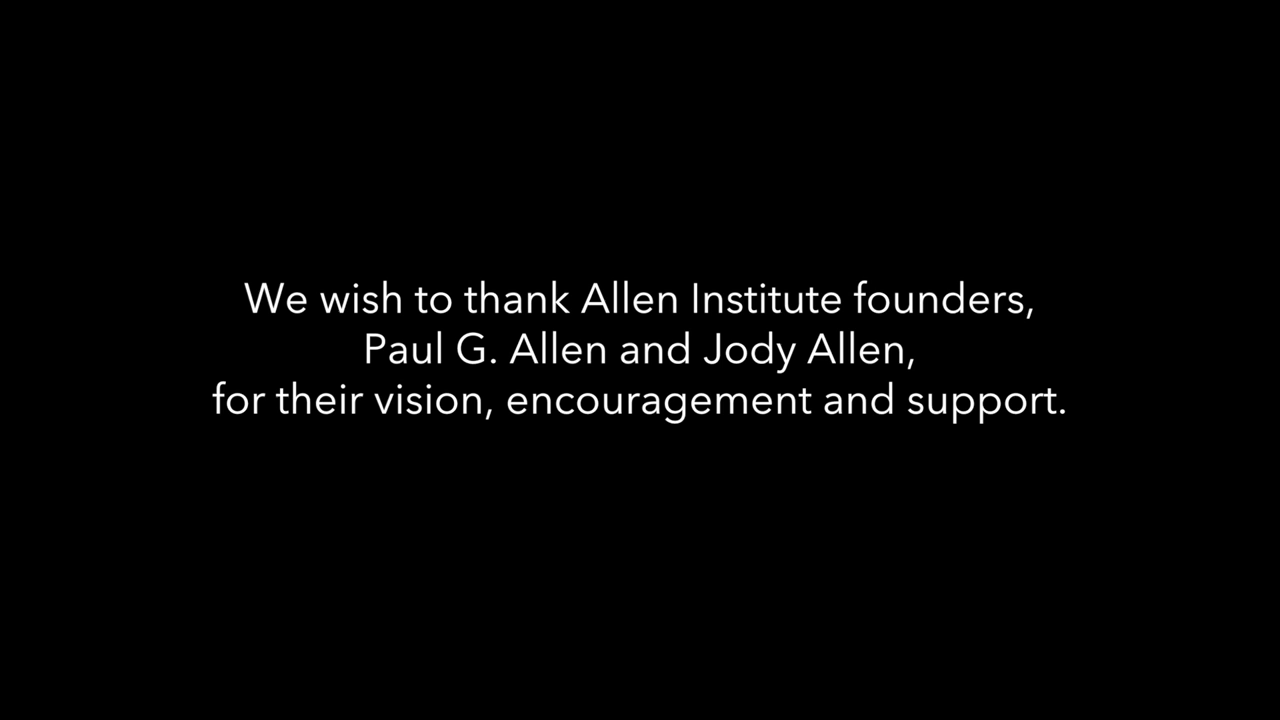 We wish to thank Allen Institute founders,
Paul G. Allen and Jody Allen,
for their vision, encouragement and support.